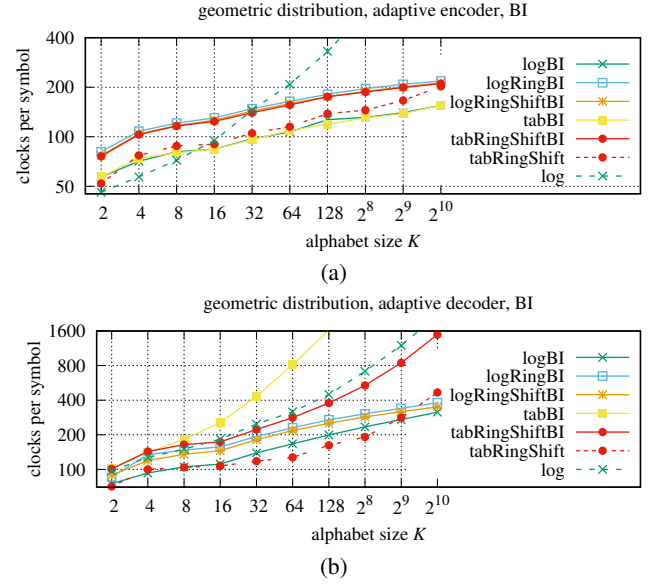 geometric distribution, adaptive encoder, BI
clocks per symbol
400
200
100
50
2 4 8 16 32 64 128 2^8 2^9 2^10
alphabet size K
logBI
logRingBI
logRingShiftBI
tabBI
tabRingShiftBI
tabRingShift
log
(a)
geometric distribution, adaptive decoder, BI
clocks per symbol
1600
800
400
200
100
2 4 8 16 32 64 128 2^8 2^9 2^10
alphabet size K
logBI
logRingBI
logRingShiftBI
tabBI
tabRingShiftBI
tabRingShift
log
(b)